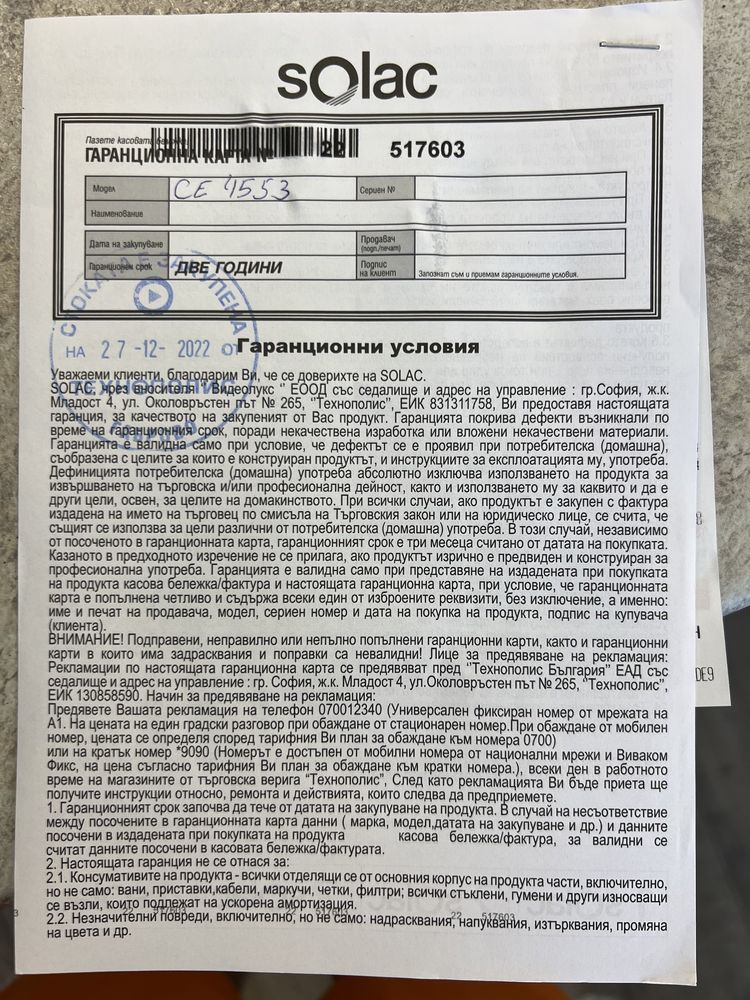 solac
Пазете касовата бележка
ГАРАНЦИОННА КАРТА № 22 517603
Модел CE 4553 Сериен №
Наименование
Дата на закупуване Продавач (подп./печат)
Гаранционен срок ДВЕ ГОДИНИ Подпис на клиент Запознат съм и приемам гаранционните условия.
СТОКАТА Е ЗАКУПЕНА
НА 27-12-2022 ОТ
ТЕХНОПОЛИС
Гаранционни условия
Уважаеми клиенти, благодарим Ви, че се доверихте на SOLAC.
SOLAC, чрез вносителя "Видеолукс" ЕООД със седалище и адрес на управление : гр.София, ж.к.
Младост 4, ул. Околовръстен път № 265, "Технополис", ЕИК 831311758, Ви предоставя настоящата
гаранция, за качеството на закупеният от Вас продукт. Гаранцията покрива дефекти възникнали по
време на гаранционния срок, поради некачествена изработка или вложени некачествени материали.
Гаранцията е валидна само при условие, че дефектът се е проявил при потребителска (домашна),
съобразена с целите за които е конструиран продуктът, и инструкциите за експлоатацията му, употреба.
Дефиницията потребителска (домашна) употреба абсолютно изключва използването на продукта за
извършването на търговска и/или професионална дейност, както и използването му за каквито и да е
други цели, освен, за целите на домакинството. При всички случаи, ако продуктът е закупен с фактура
издадена на името на търговец по смисъла на Търговския закон или на юридическо лице, се счита, че
същият се използва за цели различни от потребителска (домашна) употреба. В този случай, независимо
от посоченото в гаранционната карта, гаранционният срок е три месеца считано от датата на покупката.
Казаното в предходното изречение не се прилага, ако продуктът изрично е предвиден и конструиран за
професионална употреба. Гаранцията е валидна само при представяне на издадената при покупката
на продукта касова бележка/фактура и настоящата гаранционна карта, при условие, че гаранционната
карта е попълнена четливо и съдържа всеки един от изброените реквизити, без изключение, а именно:
име и печат на продавача, модел, сериен номер и дата на покупка на продукта, подпис на купувача
(клиента).
ВНИМАНИЕ! Подправени, неправилно или непълно попълнени гаранционни карти, както и гаранционни
карти в които има задрасквания и поправки са невалидни! Лице за предявяване на рекламация:
Рекламации по настоящата гаранционна карта се предявяват пред "Технополис България" ЕАД със
седалище и адрес на управление : гр. София, ж.к. Младост 4, ул.Околовръстен път № 265, "Технополис",
ЕИК 130858590. Начин за предявяване на рекламация:
Предявете Вашата рекламация на телефон 070012340 (Универсален фиксиран номер от мрежата на
А1. На цената на един градски разговор при обаждане от стационарен номер.При обаждане от мобилен
номер, цената се определя според тарифния Ви план за обаждане към номера 0700)
или на кратък номер *9090 (Номерът е достъпен от мобилни номера от национални мрежи и Виваком
Фикс, на цена съгласно тарифния Ви план за обаждане към кратки номера.), всеки ден в работното
време на магазините от търговска верига "Технополис", След като рекламацията Ви бъде приета ще
получите инструкции относно, ремонта и действията, които следва да предприемете.
1. Гаранционният срок започва да тече от датата на закупуване на продукта. В случай на несъответствие
между посочените в гаранционната карта данни ( марка, модел,датата на закупуване и др.) и данните
посочени в издадената при покупката на продукта касова бележка/фактура, за валидни се
считат данните посочени в касовата бележка/фактурата.
2. Настоящата гаранция не се отнася за:
2.1. Консумативите на продукта - всички отделящи се от основния корпус на продукта части, включително,
но не само: вани, приставки,кабели, маркучи, четки, филтри; всички стъклени, гумени и други износващи
се възли, които подлежат на ускорена амортизация.
22 517603 22 517603 22 517603
2.2. Незначителни повреди, включително, но не само: надрасквания, напуквания, изтърквания, промяна
на цвета и др.
DE9